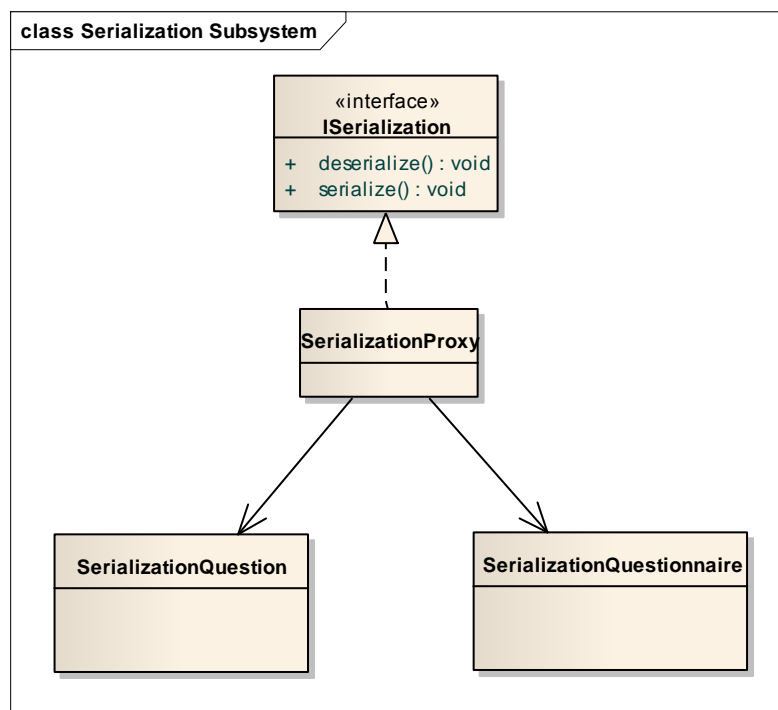 class Serialization Subsystem
«interface»
ISerialization
+ deserialize() : void
+ serialize() : void
SerializationProxy
SerializationQuestion
SerializationQuestionnaire